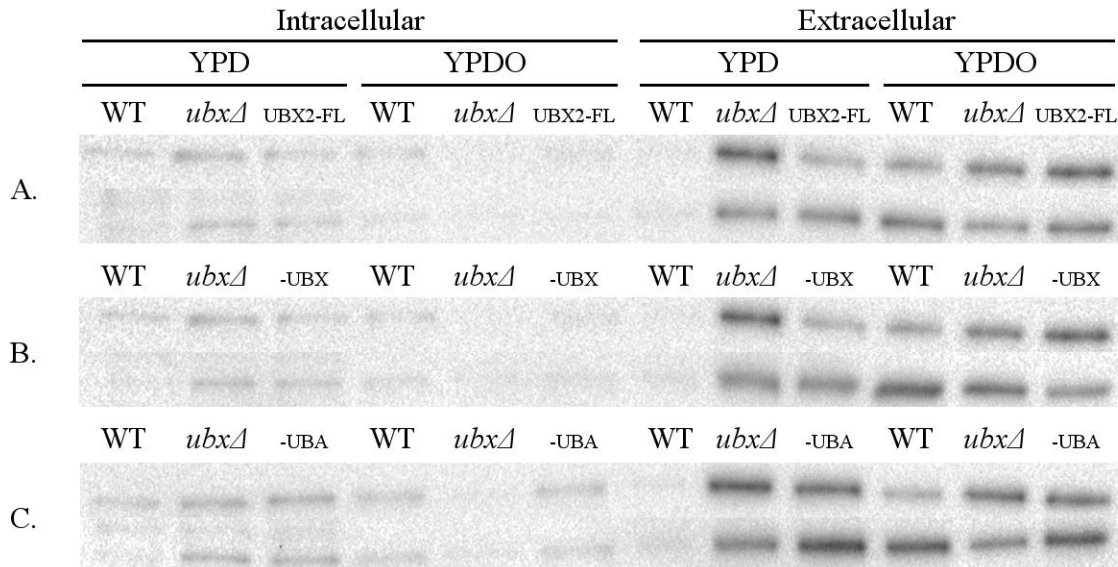 Intracellular Extracellular
YPD YPDO YPD YPDO
WT ubxΔ UBX2-FL WT ubxΔ UBX2-FL WT ubxΔ UBX2-FL WT ubxΔ UBX2-FL
A.
WT ubxΔ -UBX WT ubxΔ -UBX WT ubxΔ -UBX WT ubxΔ -UBX
B.
WT ubxΔ -UBA WT ubxΔ -UBA WT ubxΔ -UBA WT ubxΔ -UBA
C.